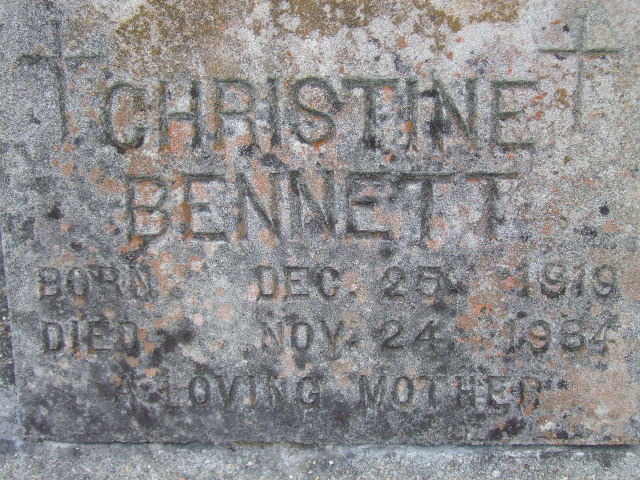 CHRISTINE
BENNETT
BORN DEC. 25 1919
DIED NOV. 24 1984
A LOVING MOTHER